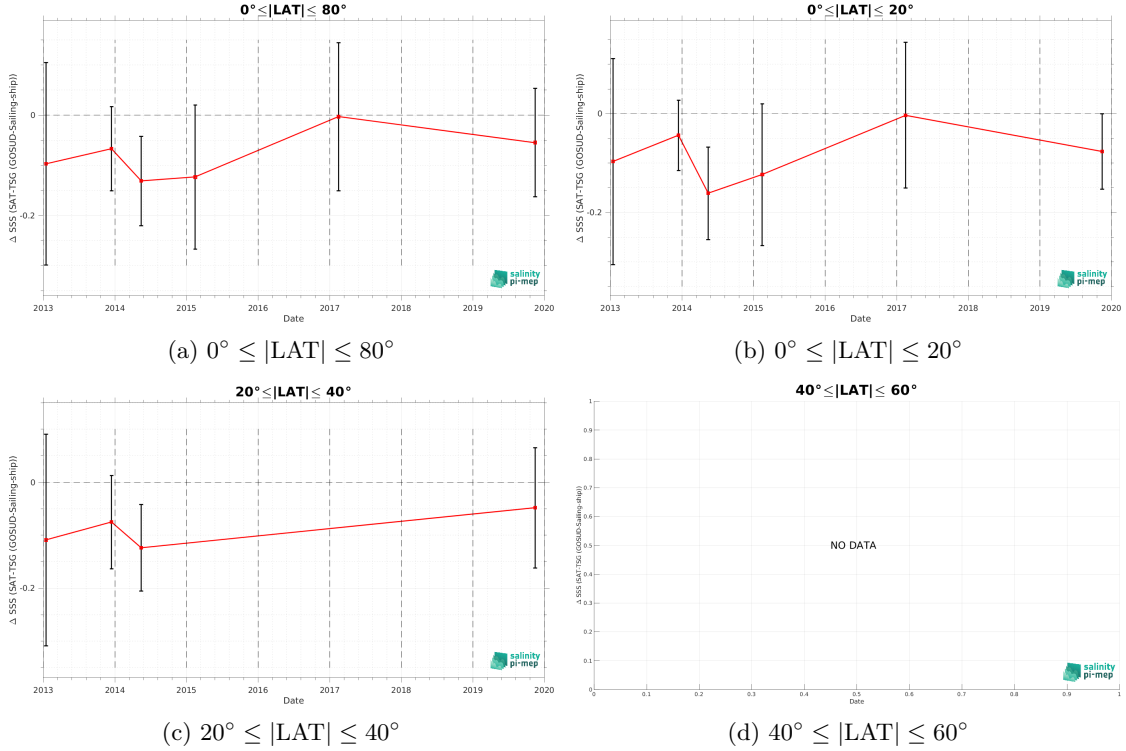 0°≤|LAT|≤ 80°
Δ SSS (SAT-TSG (GOSUD-Sailing-ship))
0
-0.2
2013 2014 2015 2016 2017 2018 2019 2020
Date
salinity
pi-mep
(a) 0° ≤ |LAT| ≤ 80°
0°≤|LAT|≤ 20°
Δ SSS (SAT-TSG (GOSUD-Sailing-ship))
0
-0.2
2013 2014 2015 2016 2017 2018 2019 2020
Date
salinity
pi-mep
(b) 0° ≤ |LAT| ≤ 20°
20°≤|LAT|≤ 40°
Δ SSS (SAT-TSG (GOSUD-Sailing-ship))
0
-0.2
2013 2014 2015 2016 2017 2018 2019 2020
Date
salinity
pi-mep
(c) 20° ≤ |LAT| ≤ 40°
40°≤|LAT|≤ 60°
Δ SSS (SAT-TSG (GOSUD-Sailing-ship))
1
0.9
0.8
0.7
0.6
0.5
0.4
0.3
0.2
0.1
0
NO DATA
0 0.1 0.2 0.3 0.4 0.5 0.6 0.7 0.8 0.9 1
Date
salinity
pi-mep
(d) 40° ≤ |LAT| ≤ 60°